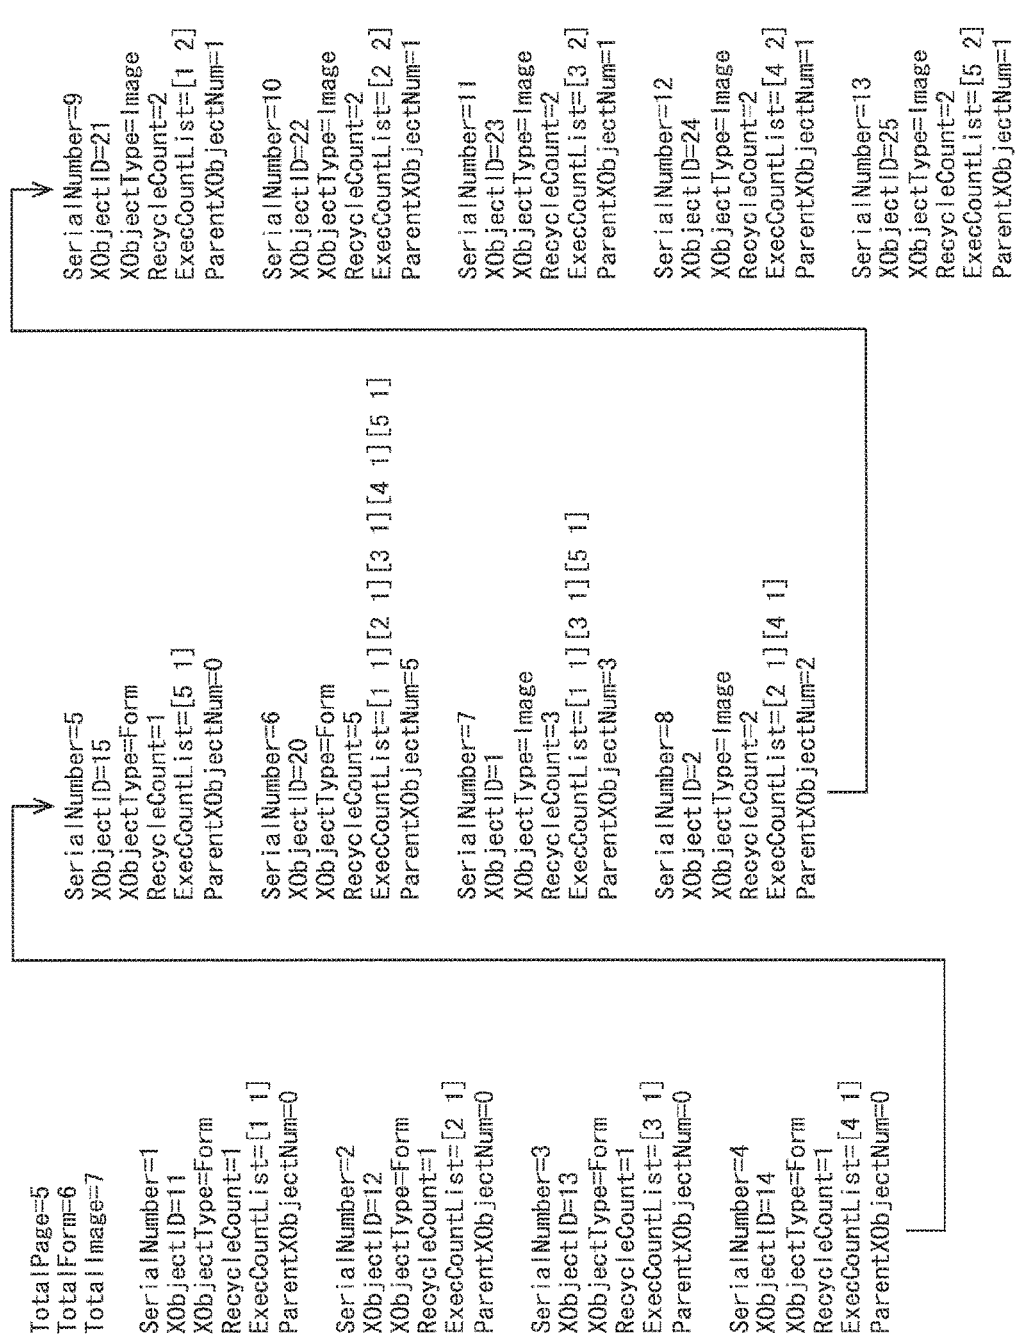 TotalPage=5
TotalForm=6
TotalImage=7
SerialNumber=1
XObjectID=11
XObjectType=Form
RecycleCount=1
ExecCountList=[1 1]
ParentXObjectNum=0
SerialNumber=2
XObjectID=12
XObjectType=Form
RecycleCount=1
ExecCountList=[2 1]
ParentXObjectNum=0
SerialNumber=3
XObjectID=13
XObjectType=Form
RecycleCount=1
ExecCountList=[3 1]
ParentXObjectNum=0
SerialNumber=4
XObjectID=14
XObjectType=Form
RecycleCount=1
ExecCountList=[4 1]
ParentXObjectNum=0
SerialNumber=5
XObjectID=15
XObjectType=Form
RecycleCount=1
ExecCountList=[5 1]
ParentXObjectNum=0
SerialNumber=6
XObjectID=20
XObjectType=Form
RecycleCount=5
ExecCountList=[1 1][2 1][3 1][4 1][5 1]
ParentXObjectNum=5
SerialNumber=7
XObjectID=1
XObjectType=Image
RecycleCount=3
ExecCountList=[1 1][3 1][5 1]
ParentXObjectNum=3
SerialNumber=8
XObjectID=2
XObjectType=Image
RecycleCount=2
ExecCountList=[2 1][4 1]
ParentXObjectNum=2
SerialNumber=9
XObjectID=21
XObjectType=Image
RecycleCount=2
ExecCountList=[1 2]
ParentXObjectNum=1
SerialNumber=10
XObjectID=22
XObjectType=Image
RecycleCount=2
ExecCountList=[2 2]
ParentXObjectNum=1
SerialNumber=11
XObjectID=23
XObjectType=Image
RecycleCount=2
ExecCountList=[3 2]
ParentXObjectNum=1
SerialNumber=12
XObjectID=24
XObjectType=Image
RecycleCount=2
ExecCountList=[4 2]
ParentXObjectNum=1
SerialNumber=13
XObjectID=25
XObjectType=Image
RecycleCount=2
ExecCountList=[5 2]
ParentXObjectNum=1